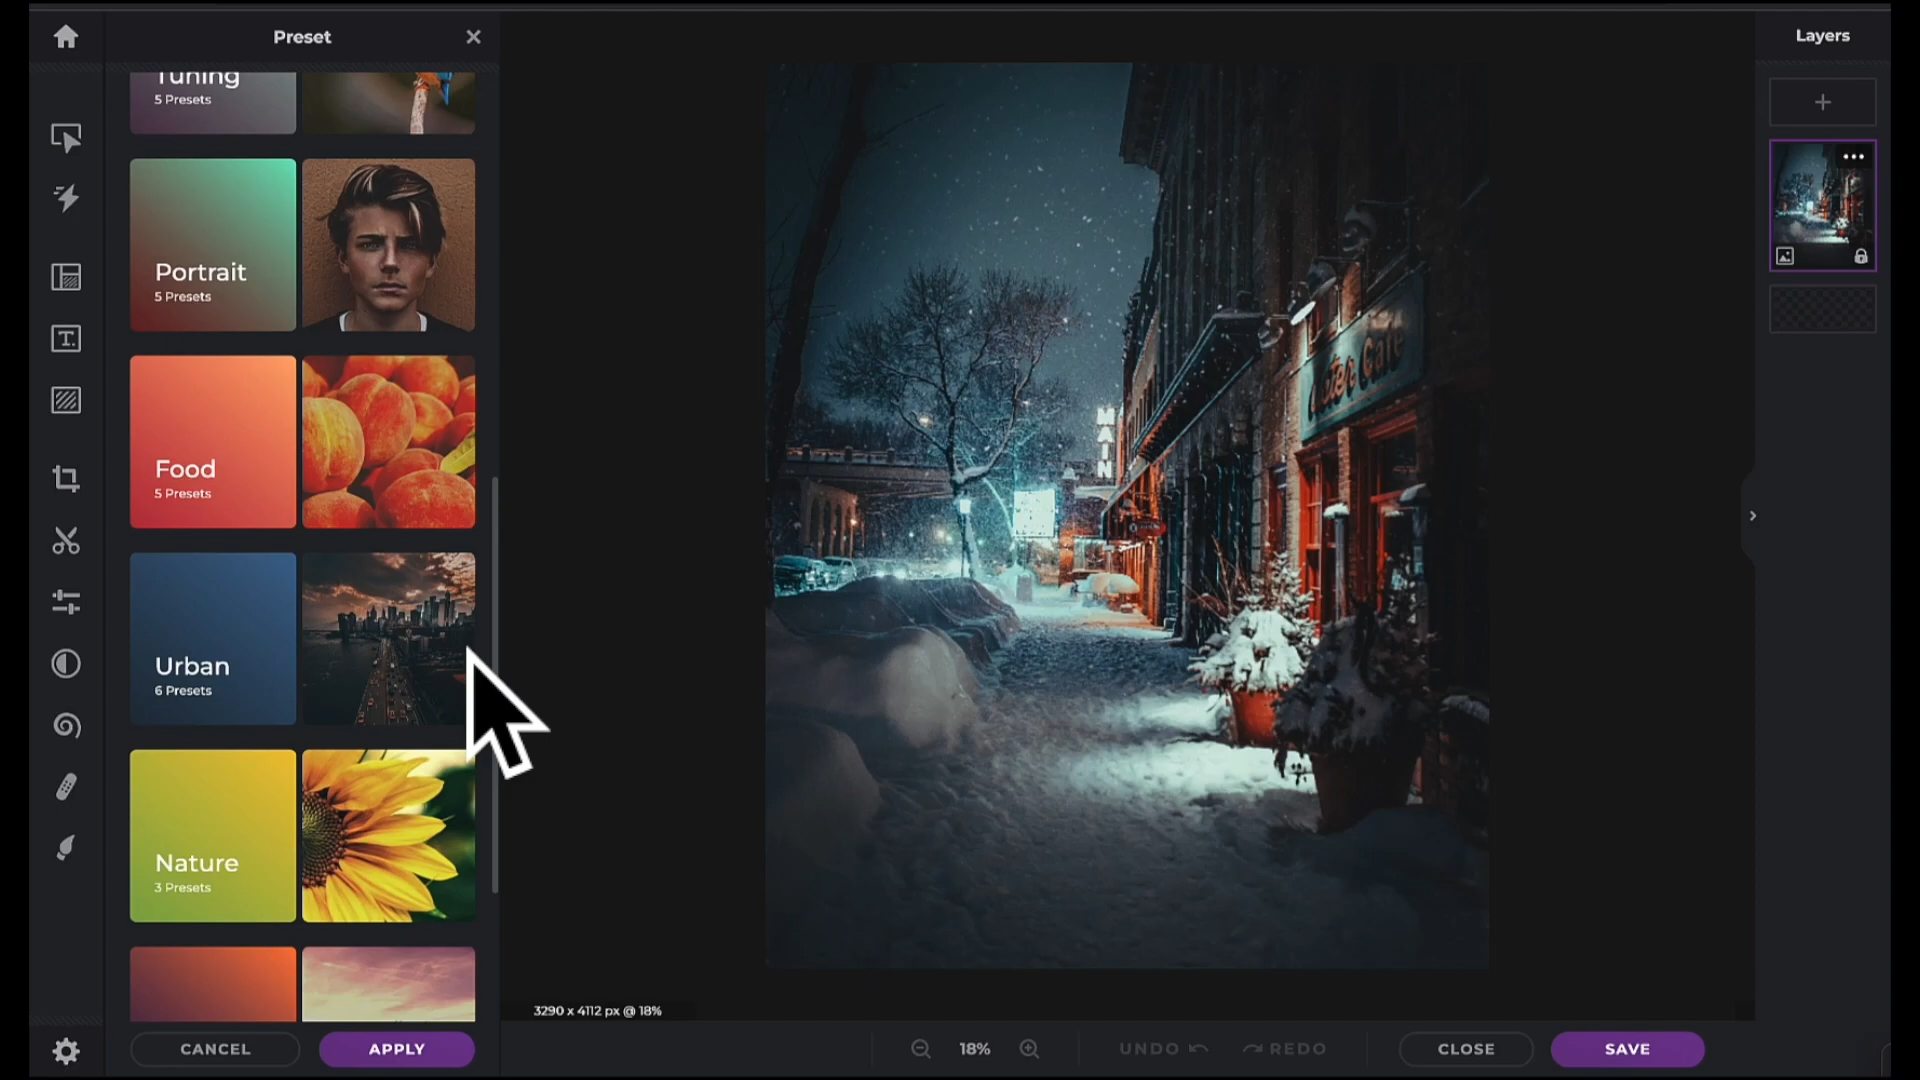 Preset
Layers
Tuning
5 Presets
Portrait
5 Presets
Food
5 Presets
Urban
6 Presets
Nature
3 Presets
MAIN
Cafe
3290 x 4112 px @ 18%
CANCEL
APPLY
18%
UNDO
REDO
CLOSE
SAVE